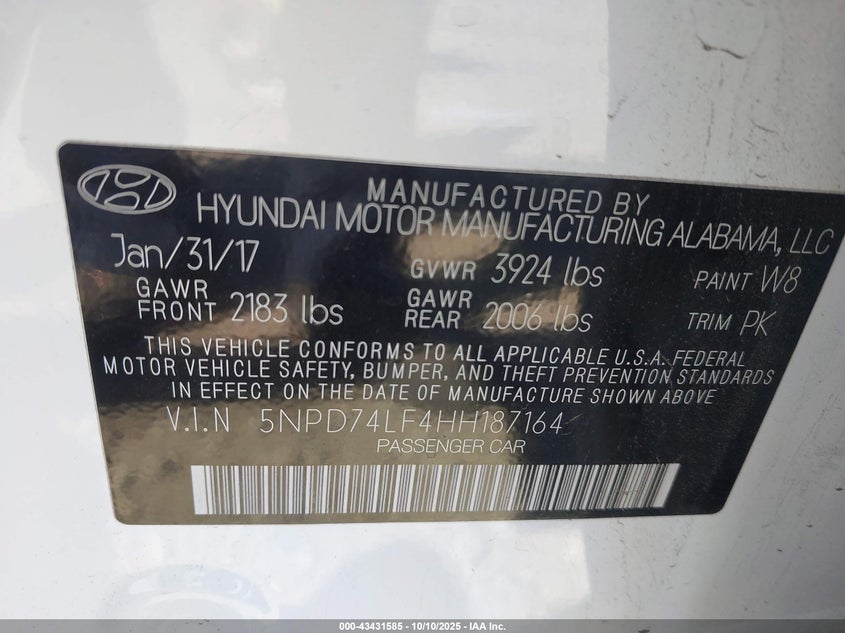 MANUFACTURED BY
HYUNDAI MOTOR MANUFACTURING ALABAMA, LLC
Jan/31/17 GVWR 3924 lbs PAINT W8
GAWR FRONT 2183 lbs GAWR REAR 2006 lbs TRIM PK
THIS VEHICLE CONFORMS TO ALL APPLICABLE U.S.A. FEDERAL
MOTOR VEHICLE SAFETY, BUMPER, AND THEFT PREVENTION STANDARDS
IN EFFECT ON THE DATE OF MANUFACTURE SHOWN ABOVE
V.I.N 5NPD74LF4HH187164
PASSENGER CAR
000-43431585 - 10/10/2025 - IAA Inc.